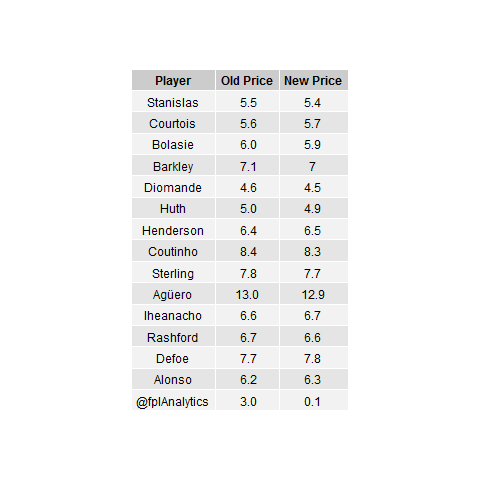 Player Old Price New Price
Stanislas 5.5 5.4
Courtois 5.6 5.7
Bolasie 6.0 5.9
Barkley 7.1 7
Diomande 4.6 4.5
Huth 5.0 4.9
Henderson 6.4 6.5
Coutinho 8.4 8.3
Sterling 7.8 7.7
Agüero 13.0 12.9
Iheanacho 6.6 6.7
Rashford 6.7 6.6
Defoe 7.7 7.8
Alonso 6.2 6.3
@fplAnalytics 3.0 0.1